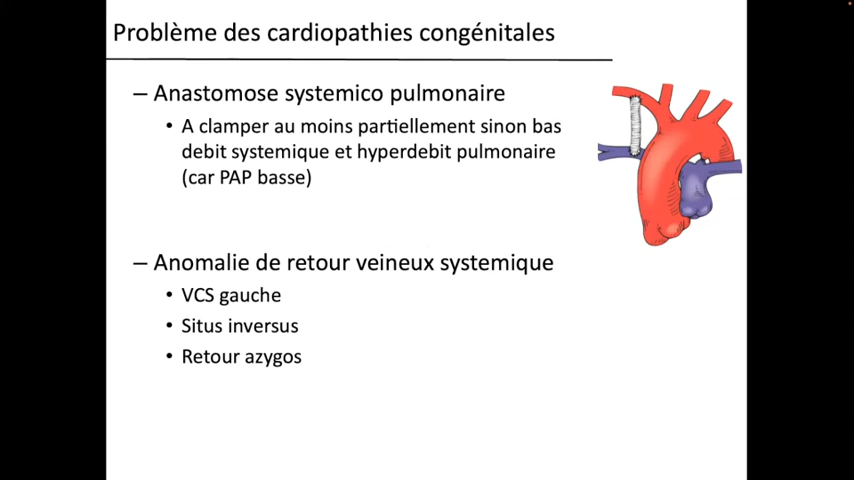 Problème des cardiopathies congénitales
– Anastomose systemico pulmonaire
• A clamper au moins partiellement sinon bas
debit systemique et hyperdebit pulmonaire
(car PAP basse)
– Anomalie de retour veineux systemique
• VCS gauche
• Situs inversus
• Retour azygos